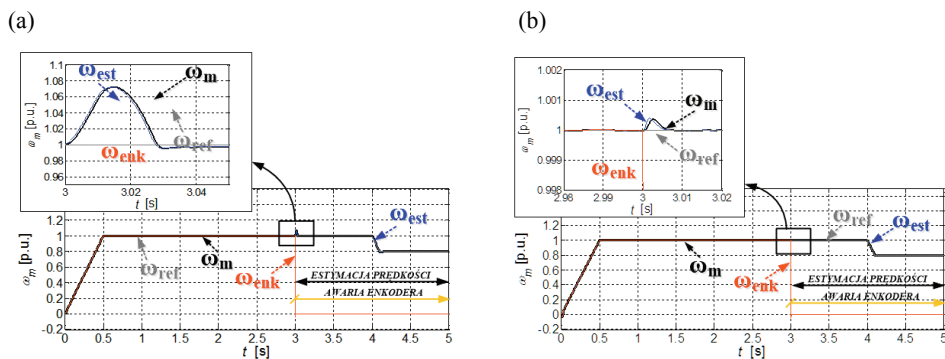 (a)
(b)
1.1
1.08
1.06
1.04
1.02
1
0.98
0.96
ω_m [p.u.]
ω_est
ω_m
ω_ref
ω_enk
3
3.02
3.04
t [s]
1.2
1
0.8
0.6
0.4
0.2
0
-0.2
ω_m [p.u.]
ω_ref
ω_m
ω_enk
ω_est
ESTYMACJA PRĘDKOŚCI
AWARIA ENKODERA
0
0.5
1
1.5
2
2.5
3
3.5
4
4.5
5
t [s]
1.002
1.001
1
0.999
0.998
ω_m [p.u.]
ω_est
ω_m
ω_ref
ω_enk
2.98
2.99
3
3.01
3.02
t [s]
1.2
1
0.8
0.6
0.4
0.2
0
-0.2
ω_m [p.u.]
ω_m
ω_enk
ω_ref
ω_est
ESTYMACJA PRĘDKOŚCI
AWARIA ENKODERA
0
0.5
1
1.5
2
2.5
3
3.5
4
4.5
5
t [s]